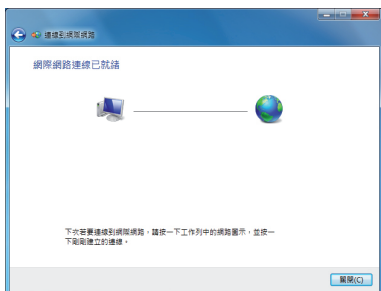 連線到網際網路
網際網路連線已就緒
下次若要連線到網際網路，請按一下工作列中的網路圖示，並按一
下剛剛建立的連線。
關閉(C)